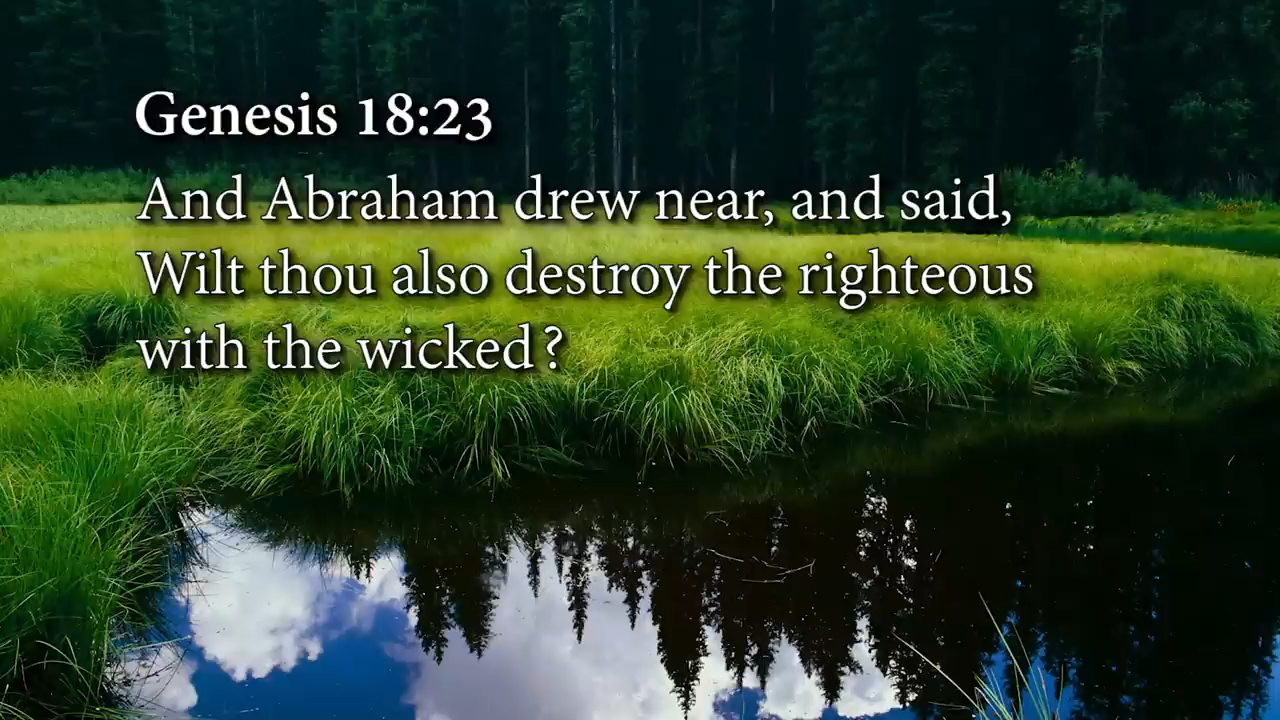 Genesis 18:23
And Abraham drew near, and said,
Wilt thou also destroy the righteous
with the wicked?